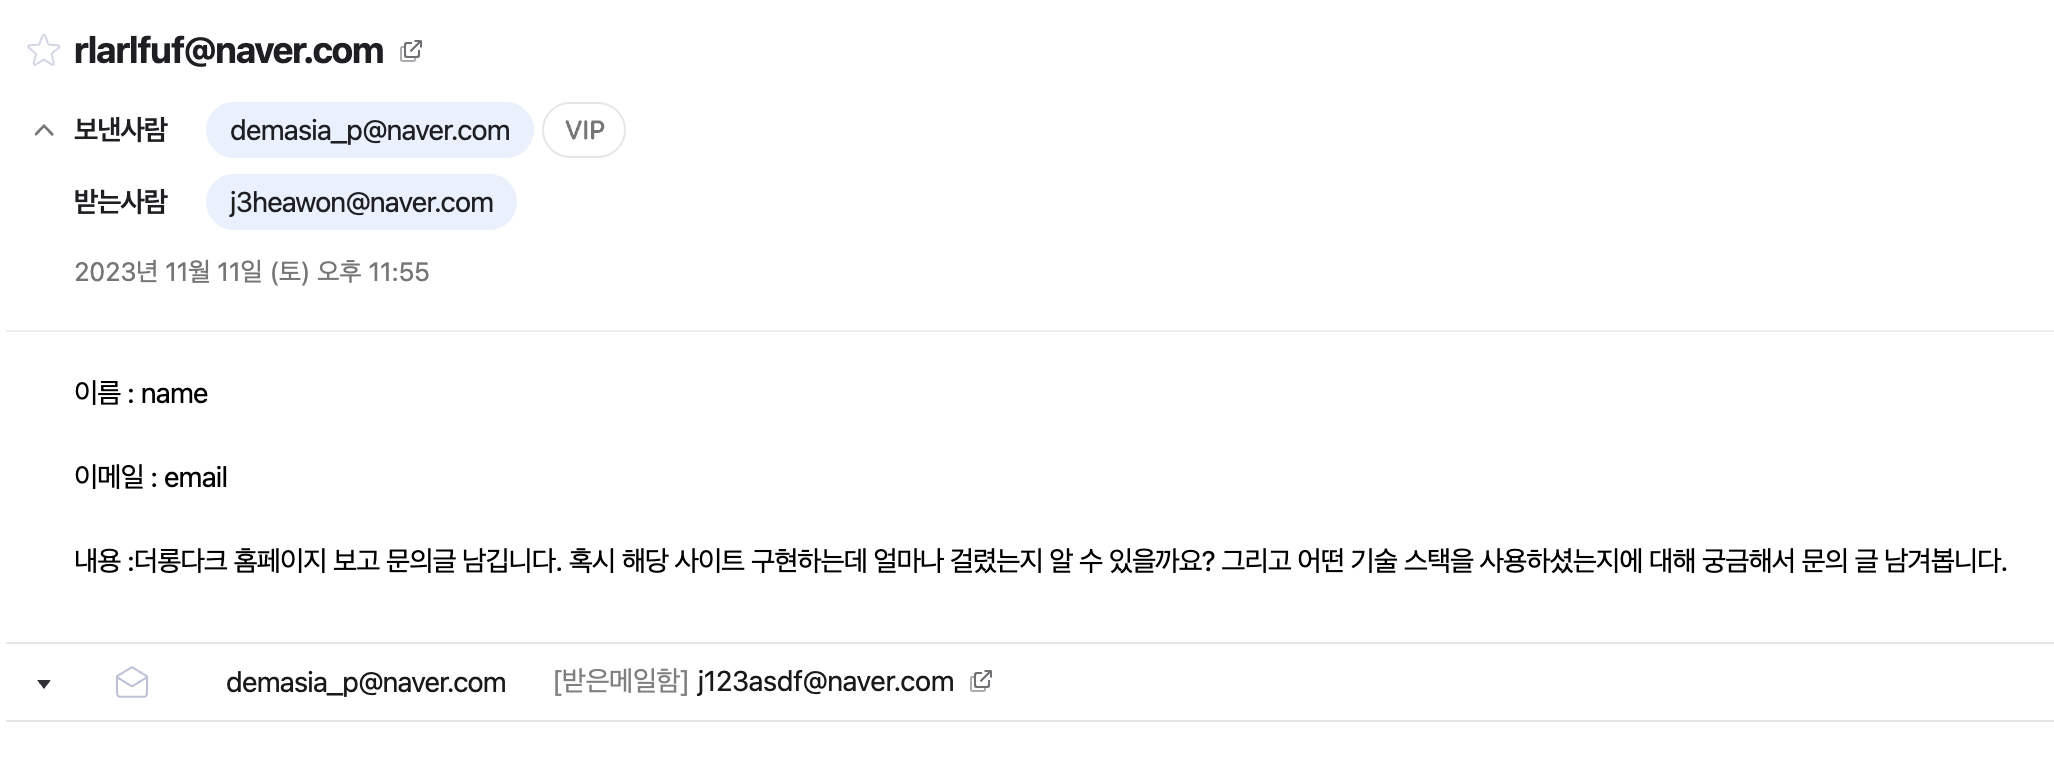 rlarlfuf@naver.com
보낸사람 demasia_p@naver.com VIP
받는사람 j3heawon@naver.com
2023년 11월 11일 (토) 오후 11:55
이름 : name
이메일 : email
내용 :더롱다크 홈페이지 보고 문의글 남깁니다. 혹시 해당 사이트 구현하는데 얼마나 걸렸는지 알 수 있을까요? 그리고 어떤 기술 스택을 사용하셨는지에 대해 궁금해서 문의 글 남겨봅니다.
demasia_p@naver.com [받은메일함] j123asdf@naver.com